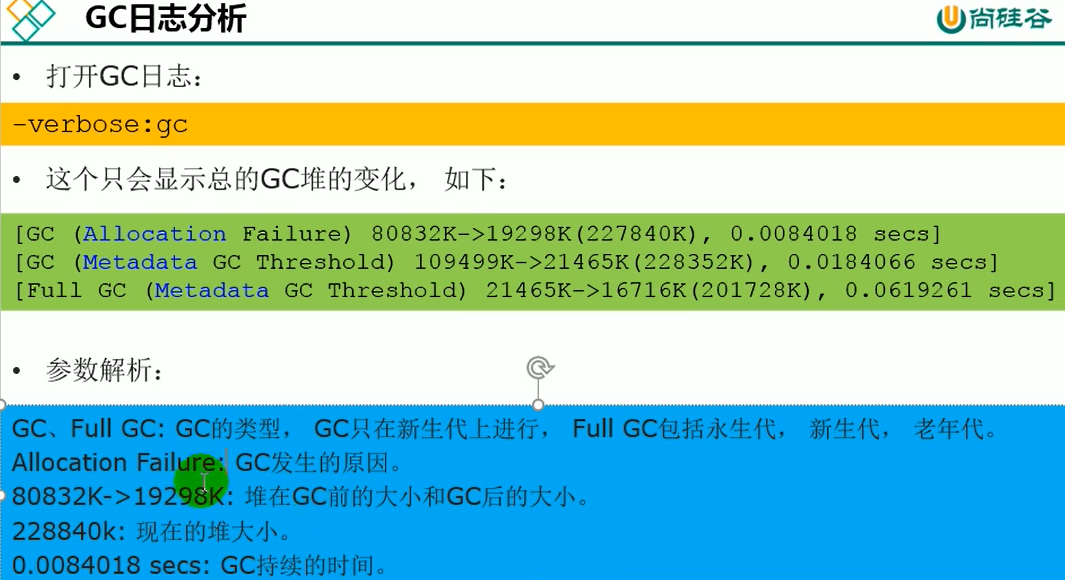 GC日志分析
尚硅谷
• 打开GC日志：
-verbose:gc
• 这个只会显示总的GC堆的变化， 如下：
[GC (Allocation Failure) 80832K->19298K(227840K), 0.0084018 secs]
[GC (Metadata GC Threshold) 109499K->21465K(228352K), 0.0184066 secs]
[Full GC (Metadata GC Threshold) 21465K->16716K(201728K), 0.0619261 secs]
• 参数解析：
GC、Full GC: GC的类型， GC只在新生代上进行， Full GC包括永生代， 新生代， 老年代。
Allocation Failure: GC发生的原因。
80832K->19298K: 堆在GC前的大小和GC后的大小。
228840k: 现在的堆大小。
0.0084018 secs: GC持续的时间。